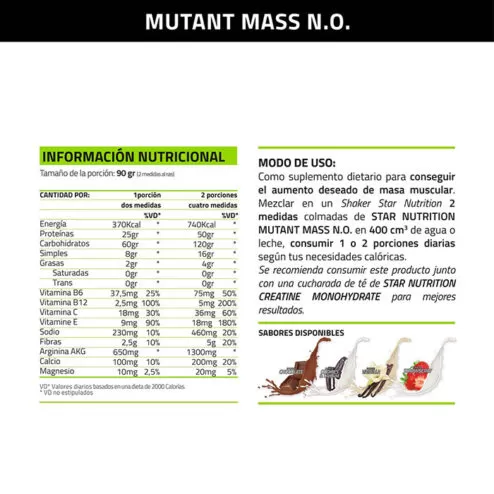 MUTANT MASS N.O.
INFORMACIÓN NUTRICIONAL
Tamaño de la porción: 90 gr (2 medidas al ras)
CANTIDAD POR: 1porción 2 porciones
dos medidas cuatro medidas
%VD* %VD*
Energía 370Kcal * 740Kcal *
Proteínas 25gr * 50gr *
Carbohidratos 60gr * 120gr *
Simples 8gr * 16gr *
Grasas 2gr * 4gr *
Saturadas 0gr * 0gr *
Trans 0gr * 0gr *
Vitamina B6 37,5mg 25% 75mg 50%
Vitamina B12 2,5mg 100% 5mg 200%
Vitamina C 18mg 30% 36mg 60%
Vitamine E 9mg 90% 18mg 180%
Sodio 230mg 10% 460mg 20%
Fibras 2,5g 10% 5g 20%
Arginina AKG 650mg * 1300mg *
Calcio 100mg 10% 200mg 20%
Magnesio 10mg 2,5% 20mg 5%
VD* Valores diarios basados en una dieta de 2000 Calorías.
* VD no estipulados
MODO DE USO:
Como suplemento dietario para conseguir
el aumento deseado de masa muscular.
Mezclar en un Shaker Star Nutrition 2
medidas colmadas de STAR NUTRITION
MUTANT MASS N.O. en 400 cm³ de agua o
leche, consumir 1 o 2 porciones diarias
según tus necesidades calóricas.
Se recomienda consumir este producto junto
con una cucharada de té de STAR NUTRITION
CREATINE MONOHYDRATE para mejores
resultados.
SABORES DISPONIBLES